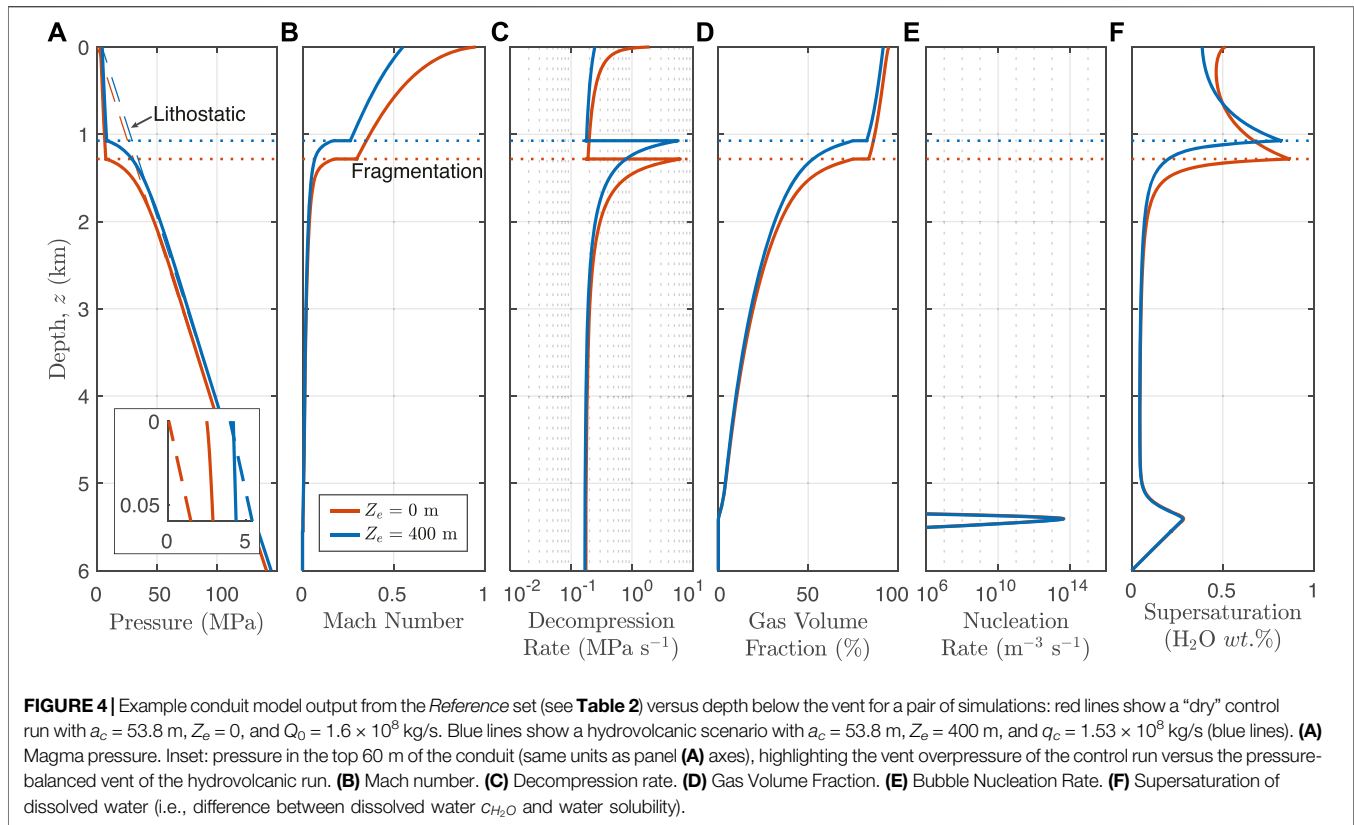 A B C D E F
0
1
2
3
4
5
6
Depth, z (km)
Lithostatic
Fragmentation
0
0.05
0 5
Z_e = 0 m
Z_e = 400 m
0 50 100
0 0.5 1
10^-2 10^-1 10^0 10^1
0 50 100
10^6 10^10 10^14
0 0.5 1
Pressure (MPa)
Mach Number
Decompression
Rate (MPa s^-1)
Gas Volume
Fraction (%)
Nucleation
Rate (m^-3 s^-1)
Supersaturation
(H_2O wt.%)
FIGURE 4 | Example conduit model output from the Reference set (see Table 2) versus depth below the vent for a pair of simulations: red lines show a “dry” control
run with a_c = 53.8 m, Z_e = 0, and Q_0 = 1.6 × 10^8 kg/s. Blue lines show a hydrovolcanic scenario with a_c = 53.8 m, Z_e = 400 m, and q_c = 1.53 × 10^8 kg/s (blue lines). (A)
Magma pressure. Inset: pressure in the top 60 m of the conduit (same units as panel (A) axes), highlighting the vent overpressure of the control run versus the pressure-
balanced vent of the hydrovolcanic run. (B) Mach number. (C) Decompression rate. (D) Gas Volume Fraction. (E) Bubble Nucleation Rate. (F) Supersaturation of
dissolved water (i.e., difference between dissolved water c_H_2O and water solubility).